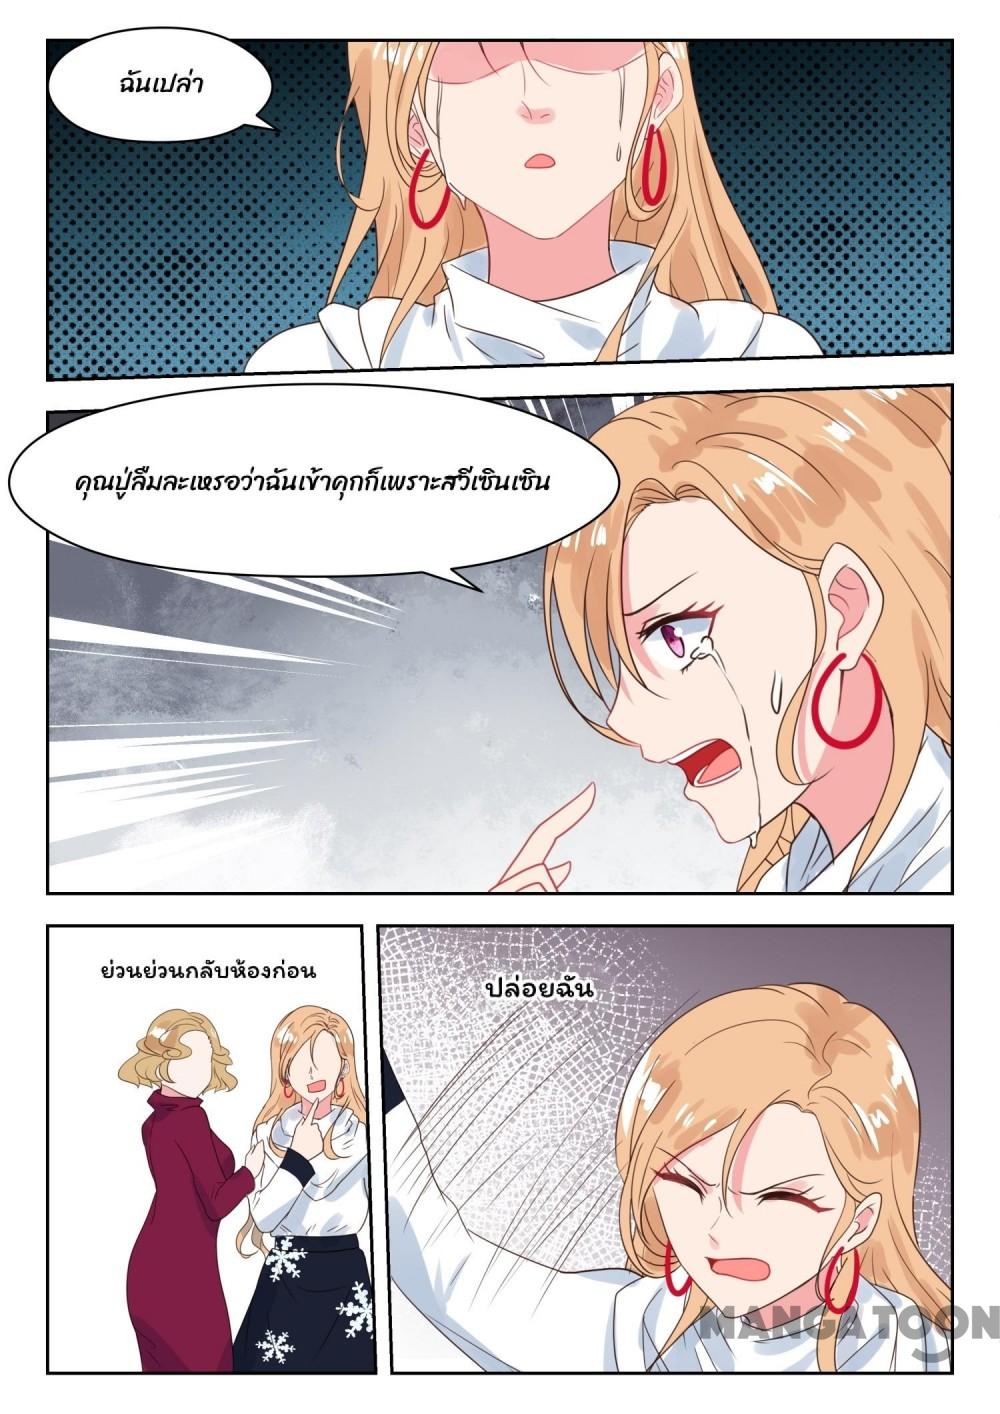 ฉันเปล่า
คุณปู่ลืมละเหรอว่าฉันเข้าคุกก็เพราะสวีเซินเซิน
ย่วนย่วนกลับห้องก่อน
ปล่อยฉัน
MANGATOON